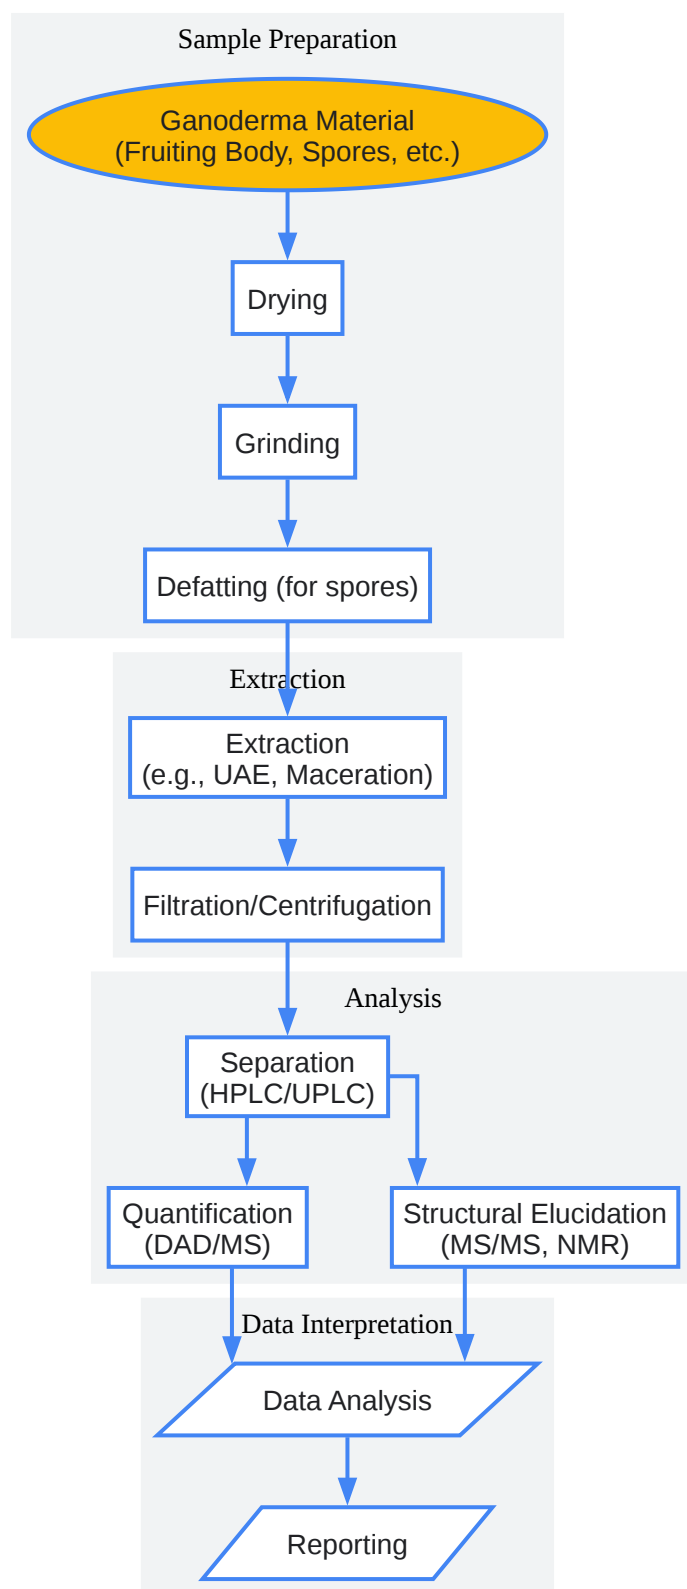 Sample Preparation
Ganoderma Material
(Fruiting Body, Spores, etc.)
Drying
Grinding
Defatting (for spores)
Extraction
Extraction
(e.g., UAE, Maceration)
Filtration/Centrifugation
Analysis
Separation
(HPLC/UPLC)
Quantification
(DAD/MS)
Structural Elucidation
(MS/MS, NMR)
Data Interpretation
Data Analysis
Reporting